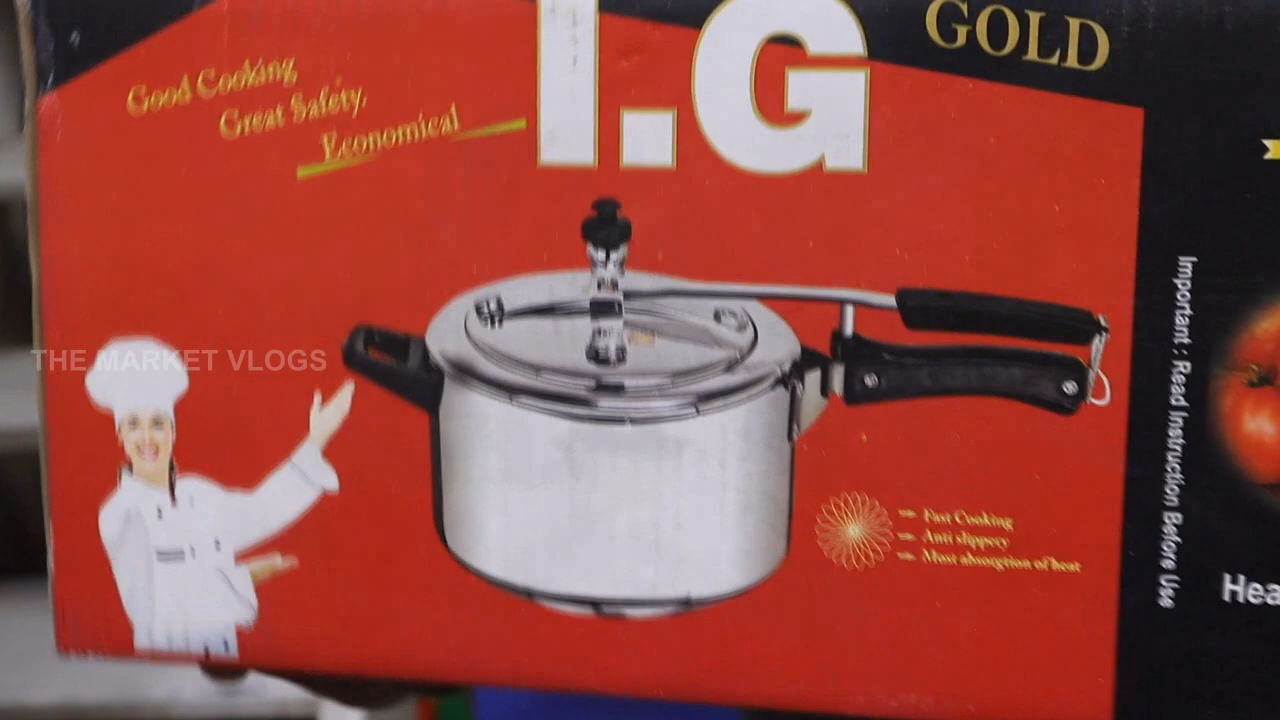 I.G
GOLD
Good Cooking,
Great Safety,
Economical
THE MARKET VLOGS
Fast Cooking
Anti slippery
Most absorption of heat
Important : Read Instruction Before Use
Hea